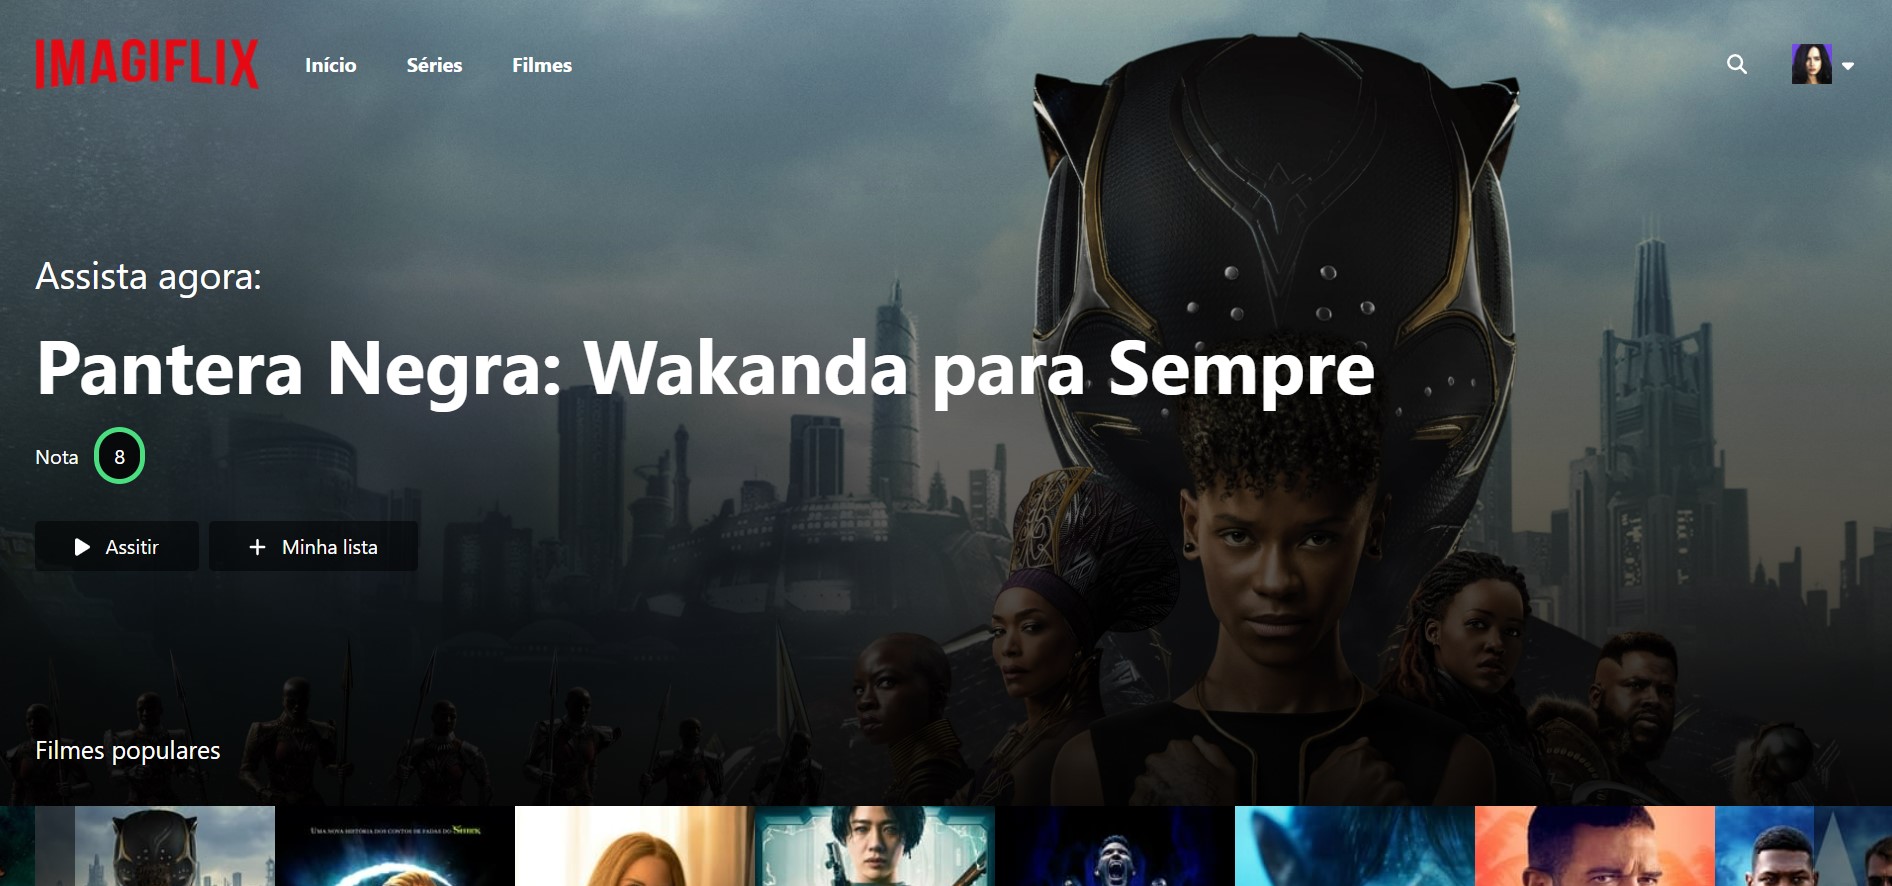 IMAGIFLIX
Início Séries Filmes
Assista agora:
Pantera Negra: Wakanda para Sempre
Nota 8
Assitir Minha lista
Filmes populares
UMA NOVA HISTÓRIA DOS CONTOS DE FADAS DO SHREK